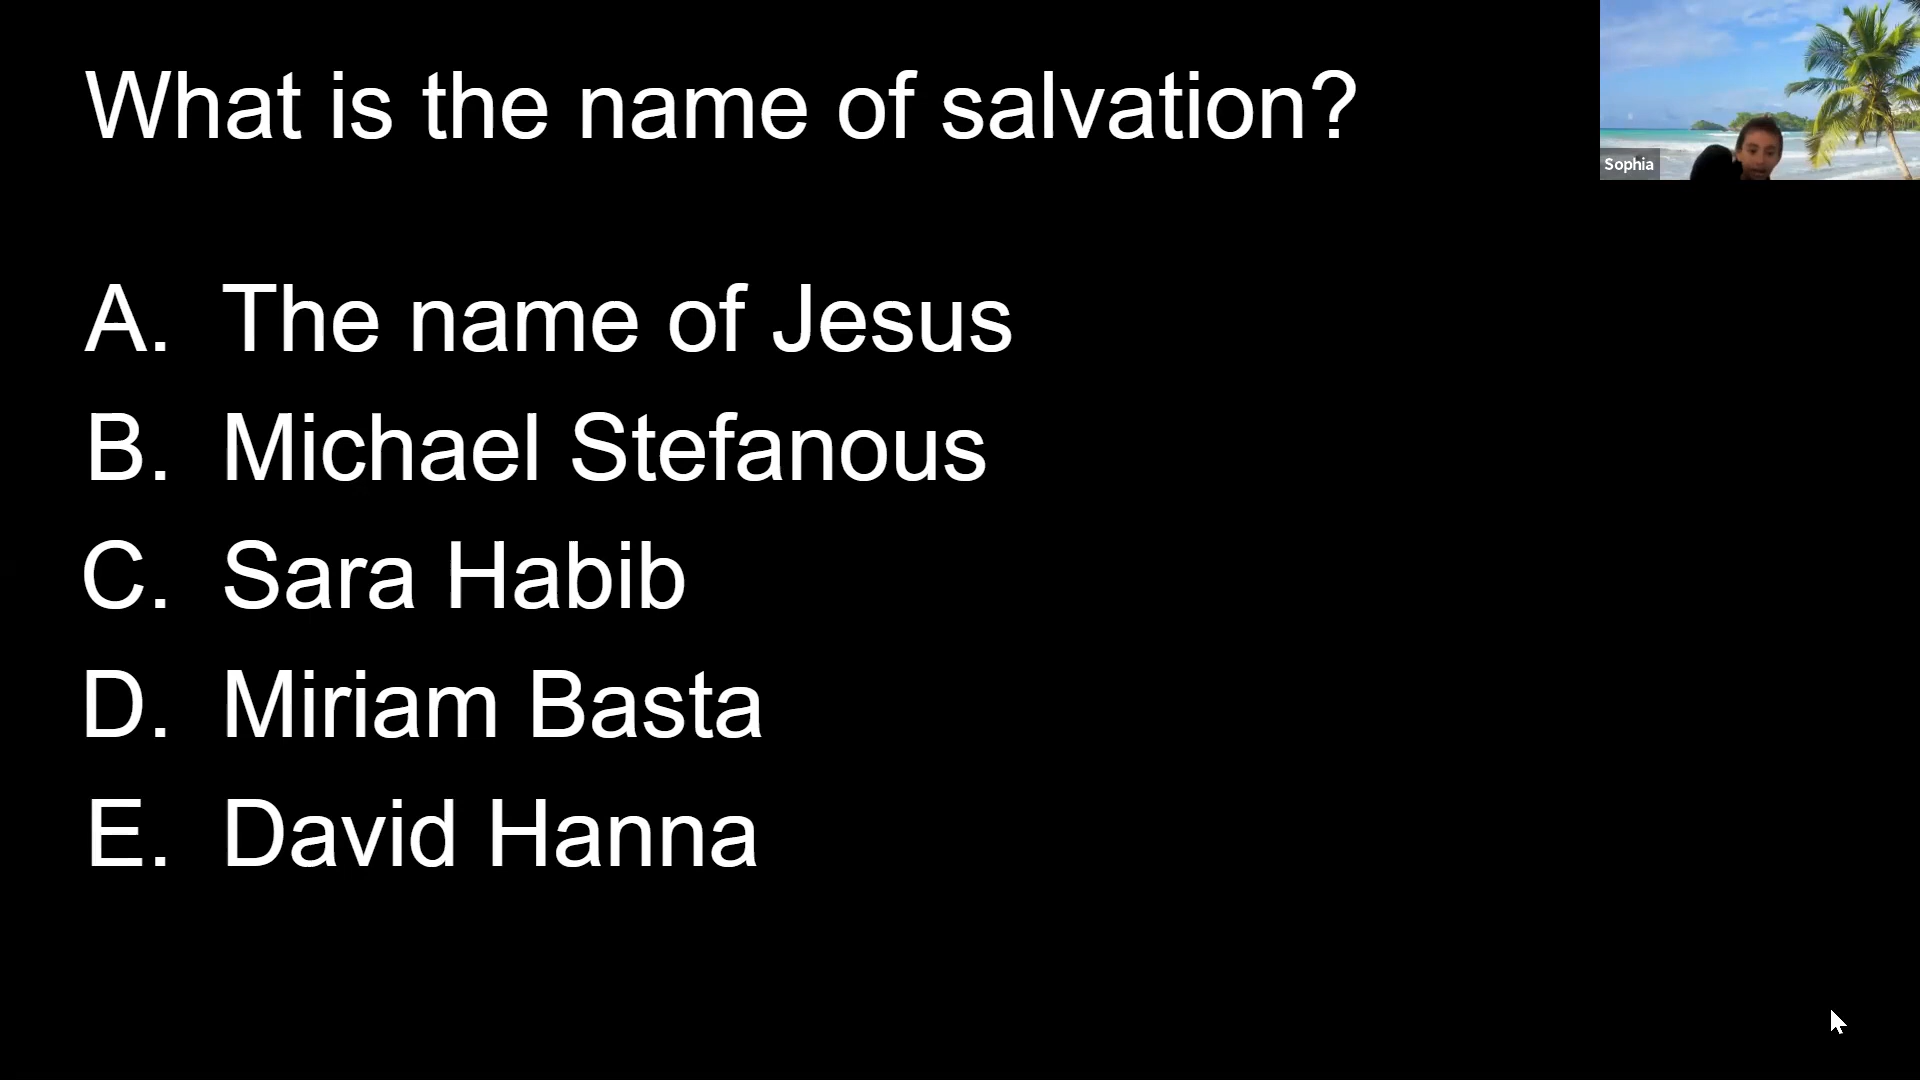 What is the name of salvation?
Sophia
A. The name of Jesus
B. Michael Stefanous
C. Sara Habib
D. Miriam Basta
E. David Hanna